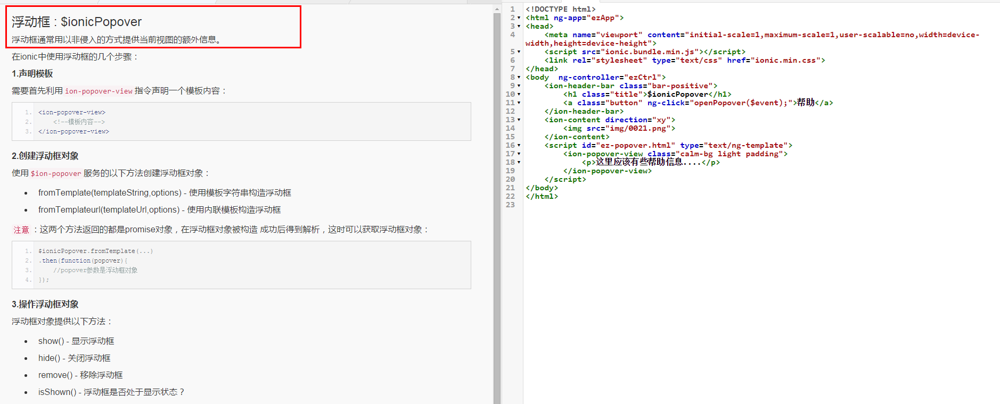 浮动框 : $ionicPopover
浮动框通常用以非侵入的方式提供当前视图的额外信息。
在ionic中使用浮动框的几个步骤：
1.声明模板
需要首先利用 ion-popover-view 指令声明一个模板内容：
1. <ion-popover-view>
2.     <!--模板内容-->
3. </ion-popover-view>
2.创建浮动框对象
使用 $ion-popover 服务的以下方法创建浮动框对象：
• fromTemplate(templateString,options) - 使用模板字符串构造浮动框
• fromTemplateurl(templateUrl,options) - 使用内联模板构造浮动框
注意 ：这两个方法返回的都是promise对象，在浮动框对象被构造 成功后得到解析，这时可以获取浮动框对象：
1. $ionicPopover.fromTemplate(...)
2. .then(function(popover){
3.     //popover参数是浮动框对象
4. });
3.操作浮动框对象
浮动框对象提供以下方法：
• show() - 显示浮动框
• hide() - 关闭浮动框
• remove() - 移除浮动框
• isShown() - 浮动框是否处于显示状态？
1 <!DOCTYPE html>
2 <html ng-app="ezApp">
3 <head>
4     <meta name="viewport" content="initial-scale=1,maximum-scale=1,user-scalable=no,width=device-
width,height=device-height">
5     <script src="ionic.bundle.min.js"></script>
6     <link rel="stylesheet" type="text/css" href="ionic.min.css">
7 </head>
8 <body  ng-controller="ezCtrl">
9     <ion-header-bar class="bar-positive">
10         <h1 class="title">$ionicPopover</h1>
11         <a class="button" ng-click="openPopover($event);">帮助</a>
12     </ion-header-bar>
13     <ion-content direction="xy">
14         <img src="img/0021.png">
15     </ion-content>
16     <script id="ez-popover.html" type="text/ng-template">
17         <ion-popover-view class="calm-bg light padding">
18             <p>这里应该有些帮助信息....</p>
19         </ion-popover-view>
20     </script>
21 </body>
22 </html>
23